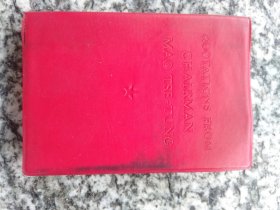 QUOTATIONS FROM
CHAIRMAN
MAO TSE-TUNG